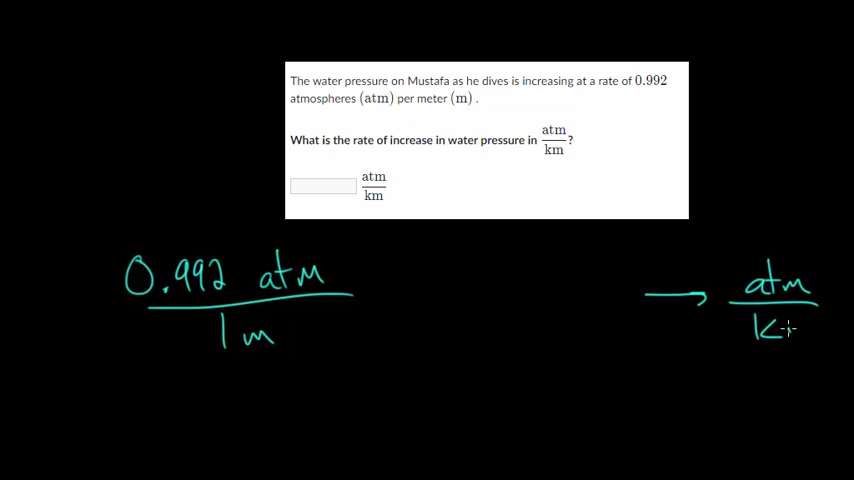 The water pressure on Mustafa as he dives is increasing at a rate of 0.992
atmospheres (atm) per meter (m) .
What is the rate of increase in water pressure in atm/km ?
atm/km
0.992 atm
1 m
→ atm
K